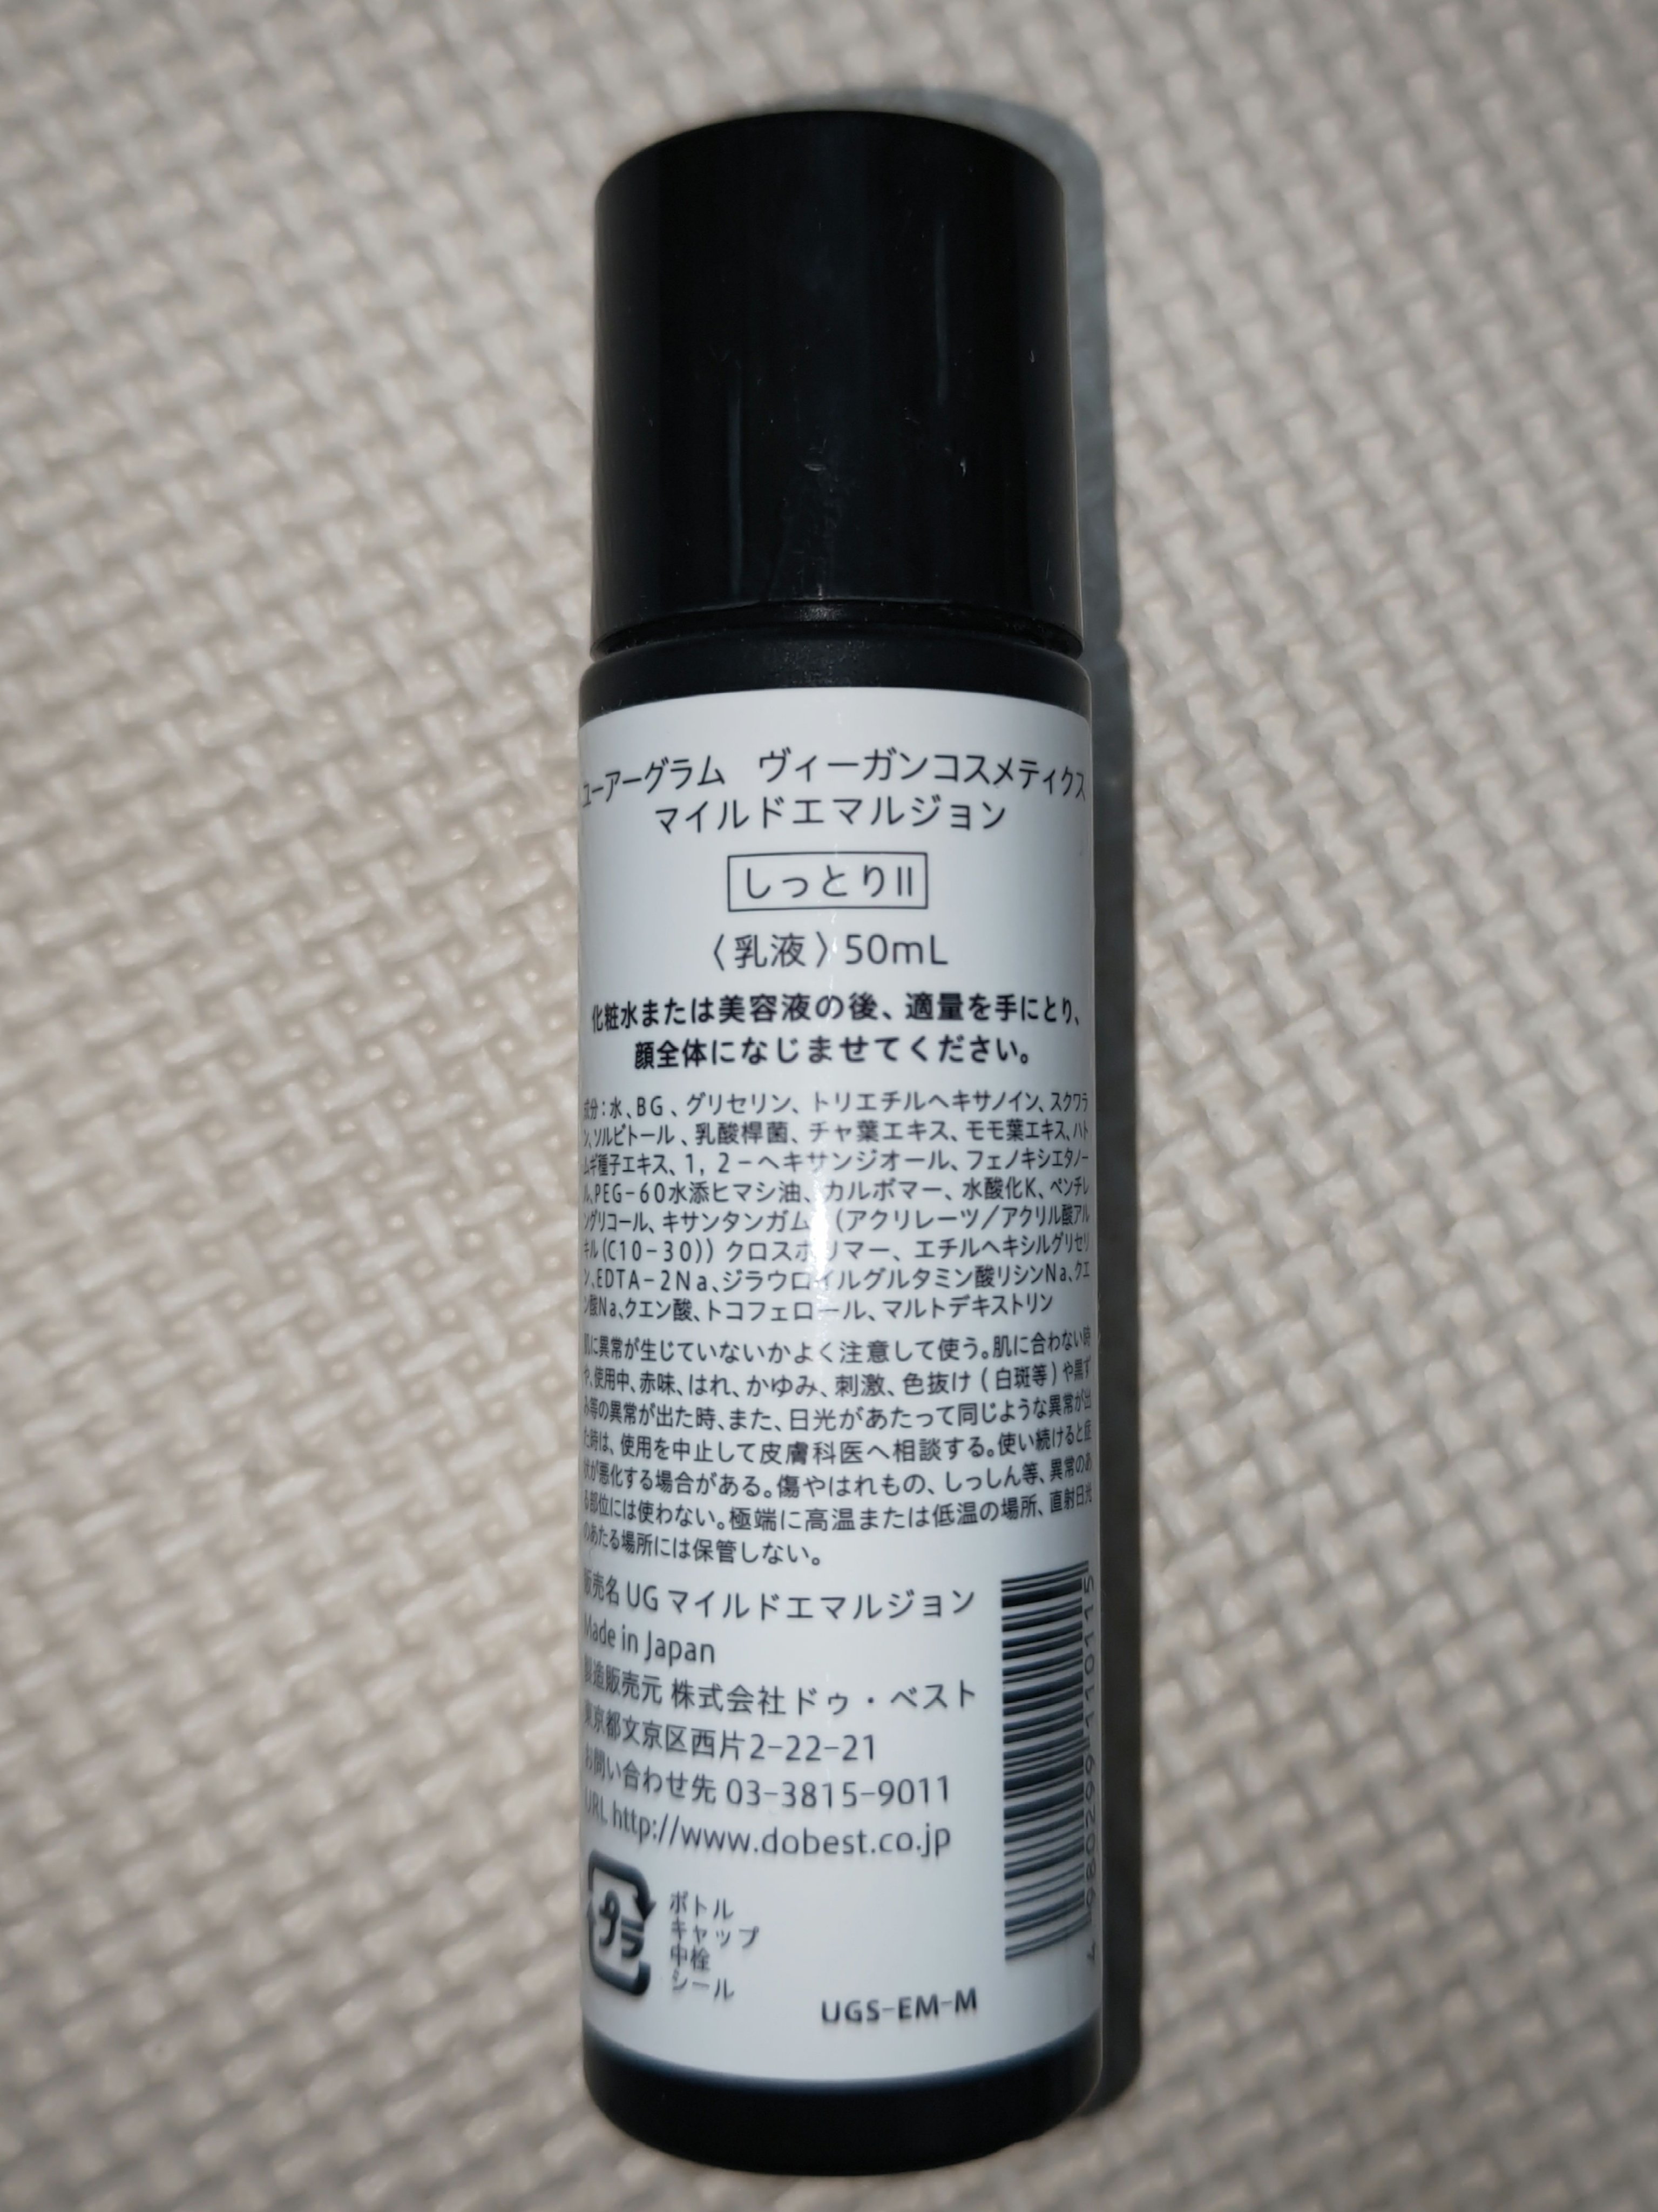 ューアーグラム ヴィーガンコスメティクス
マイルドエマルジョン
しっとりII
〈乳液〉50mL
化粧水または美容液の後、適量を手にとり、
顔全体になじませてください。
成分:水、BG、グリセリン、トリエチルヘキサノイン、スクワラ
ン、ソルビトール、乳酸桿菌、チャ葉エキス、モモ葉エキス、ハト
ムギ種子エキス、1，2－ヘキサンジオール、フェノキシエタノー
ル、PEG－60水添ヒマシ油、カルボマー、水酸化K、ペンチレ
ングリコール、キサンタンガム、(アクリレーツ／アクリル酸アル
キル(C10－30))クロスポリマー、エチルヘキシルグリセリ
ン、EDTA－2Na、ジラウロイルグルタミン酸リシンNa、クエ
ン酸Na、クエン酸、トコフェロール、マルトデキストリン
肌に異常が生じていないかよく注意して使う。肌に合わない時
や、使用中、赤味、はれ、かゆみ、刺激、色抜け(白斑等)や黒ず
み等の異常が出た時、また、日光があたって同じような異常が出
た時は、使用を中止して皮膚科医へ相談する。使い続けると症
状が悪化する場合がある。傷やはれもの、しっしん等、異常のあ
る部位には使わない。極端に高温または低温の場所、直射日光
のあたる場所には保管しない。
販売名 UG マイルドエマルジョン
Made in Japan
製造販売元 株式会社ドゥ・ベスト
東京都文京区西片2-22-21
お問い合わせ先 03-3815-9011
URL http://www.dobest.co.jp
プラ
ボトル
キャップ
中栓
シール
UGS-EM-M
4 980299 110115